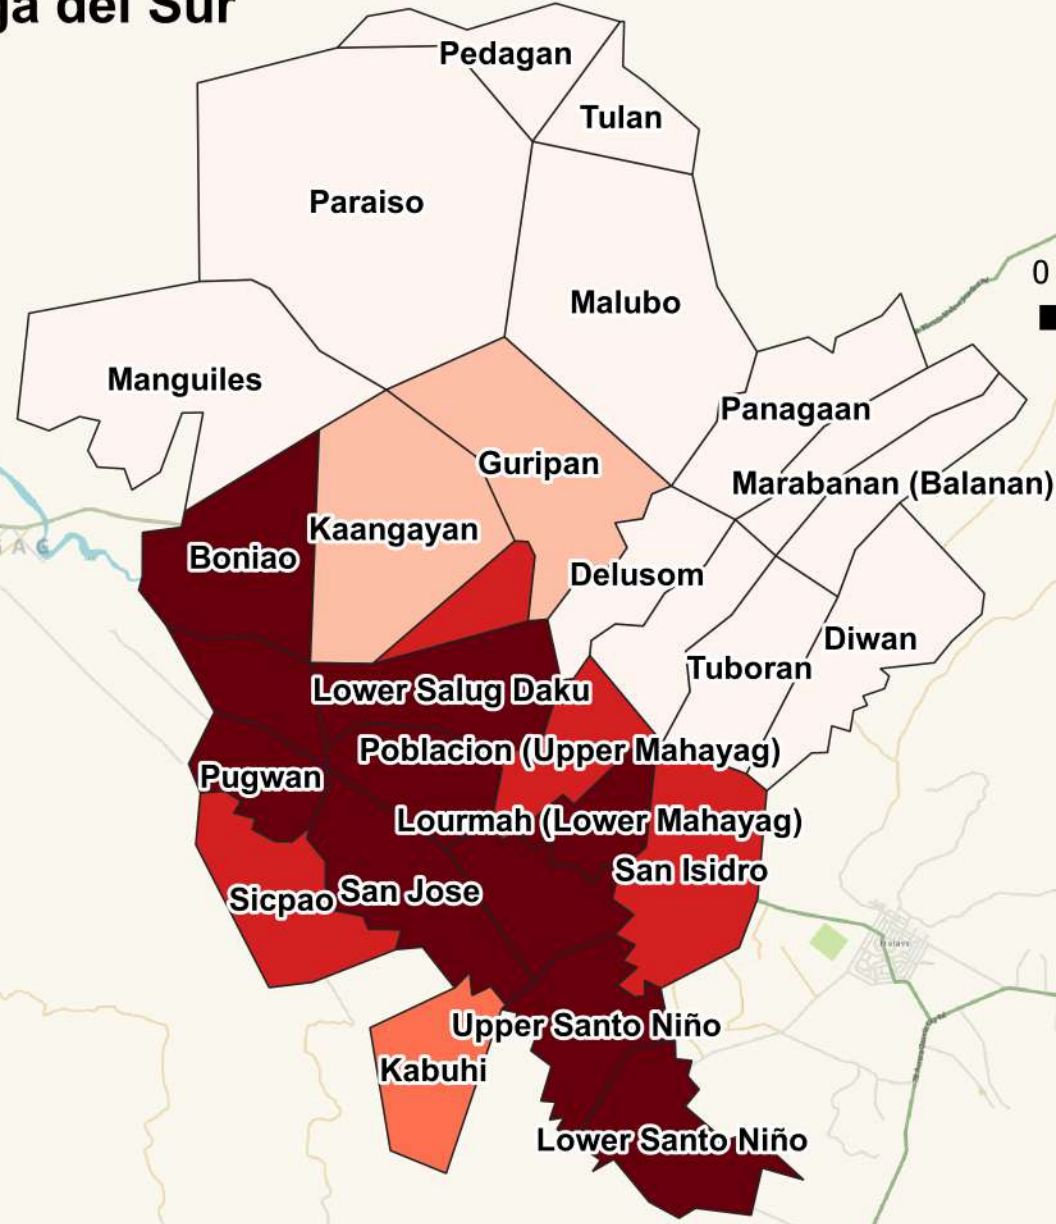 ga del Sur
Pedagan
Tulan
Paraiso
0
Malubo
Manguiles
Panagaan
Guripan
Marabanan (Balanan)
Kaangayan
Boniao
Delusom
Diwan
Tuboran
Lower Salug Daku
Poblacion (Upper Mahayag)
Pugwan
Lourmah (Lower Mahayag)
San Isidro
Sicpao
San Jose
Upper Santo Niño
Kabuhi
Lower Santo Niño